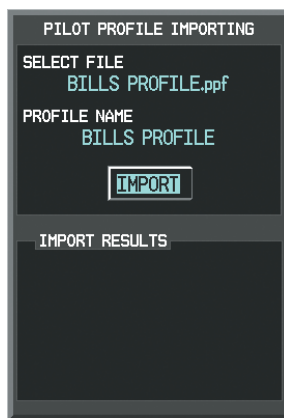 PILOT PROFILE IMPORTING
SELECT FILE
BILLS PROFILE.ppf
PROFILE NAME
BILLS PROFILE
IMPORT
IMPORT RESULTS